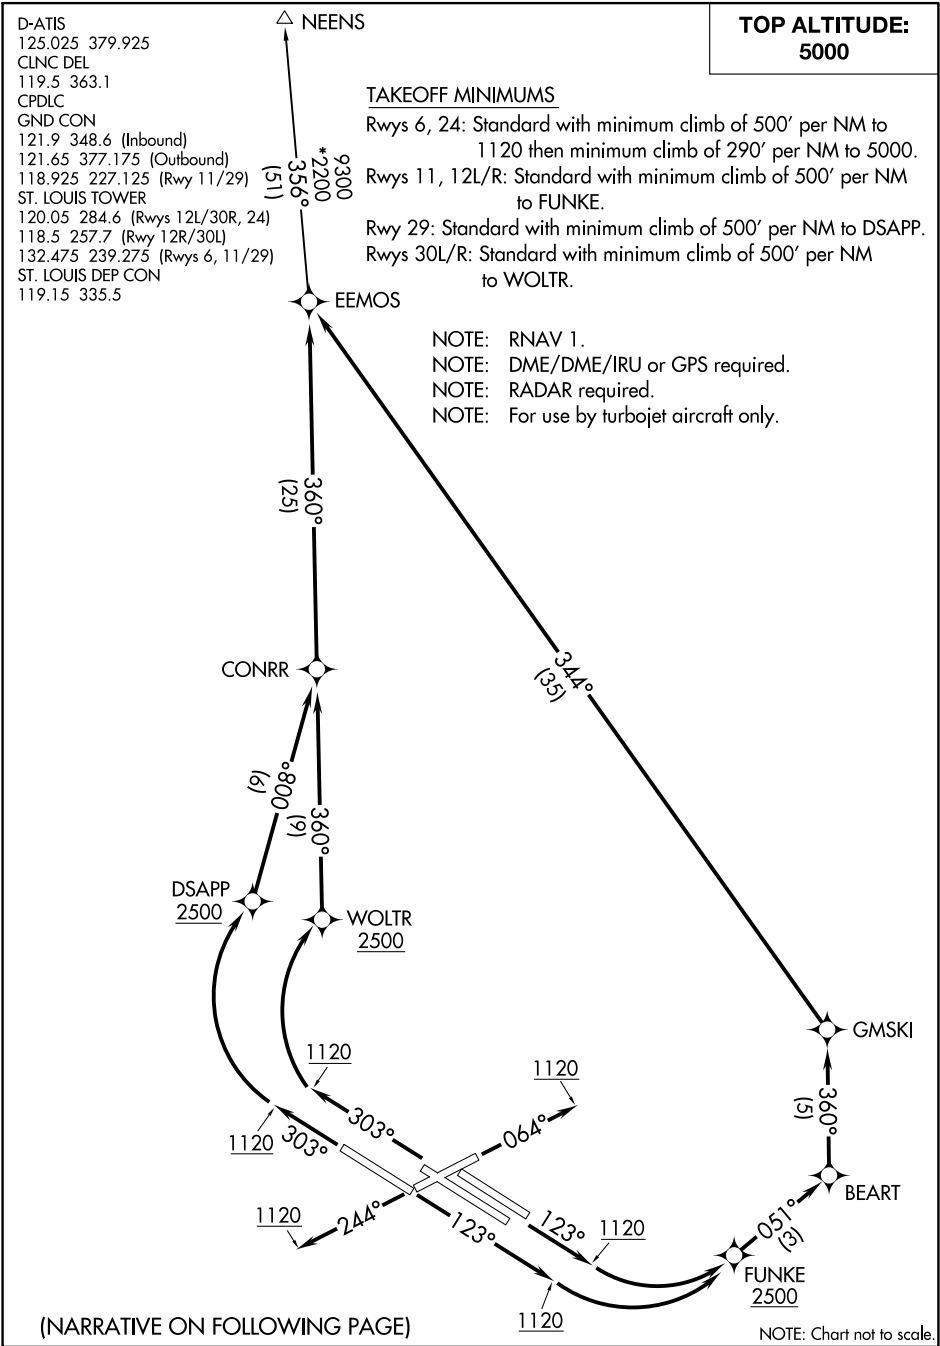 D-ATIS
125.025 379.925
CLNC DEL
119.5 363.1
CPDLC
GND CON
121.9 348.6 (Inbound)
121.65 377.175 (Outbound)
118.925 227.125 (Rwy 11/29)
ST. LOUIS TOWER
120.05 284.6 (Rwys 12L/30R, 24)
118.5 257.7 (Rwy 12R/30L)
132.475 239.275 (Rwys 6, 11/29)
ST. LOUIS DEP CON
119.15 335.5
NEENS
TOP ALTITUDE:
5000
TAKEOFF MINIMUMS
Rwys 6, 24: Standard with minimum climb of 500' per NM to
1120 then minimum climb of 290' per NM to 5000.
Rwys 11, 12L/R: Standard with minimum climb of 500' per NM
to FUNKE.
Rwy 29: Standard with minimum climb of 500' per NM to DSAPP.
Rwys 30L/R: Standard with minimum climb of 500' per NM
to WOLTR.
9300
*2200
356°
(51)
EEMOS
NOTE: RNAV 1.
NOTE: DME/DME/IRU or GPS required.
NOTE: RADAR required.
NOTE: For use by turbojet aircraft only.
360°
(25)
344°
(35)
CONRR
008°
(6)
360°
(9)
DSAPP
2500
WOLTR
2500
GMSKI
1120
1120
360°
(5)
303°
303°
064°
1120
BEART
1120
244°
123°
123°
1120
051°
(3)
FUNKE
2500
1120
(NARRATIVE ON FOLLOWING PAGE)
NOTE: Chart not to scale.